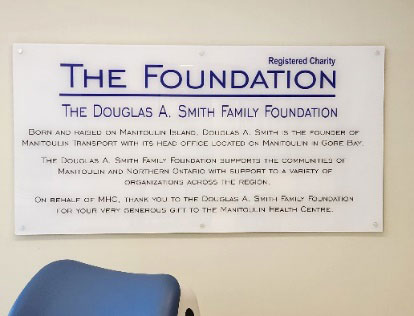 Registered Charity
THE FOUNDATION
THE DOUGLAS A. SMITH FAMILY FOUNDATION
BORN AND RAISED ON MANITOULIN ISLAND, DOUGLAS A. SMITH IS THE FOUNDER OF
MANITOULIN TRANSPORT WITH ITS HEAD OFFICE LOCATED ON MANITOULIN IN GORE BAY.
THE DOUGLAS A. SMITH FAMILY FOUNDATION SUPPORTS THE COMMUNITIES OF
MANITOULIN AND NORTHERN ONTARIO WITH SUPPORT TO A VARIETY OF
ORGANIZATIONS ACROSS THE REGION.
ON BEHALF OF MHC, THANK YOU TO THE DOUGLAS A. SMITH FAMILY FOUNDATION
FOR YOUR VERY GENEROUS GIFT TO THE MANITOULIN HEALTH CENTRE.